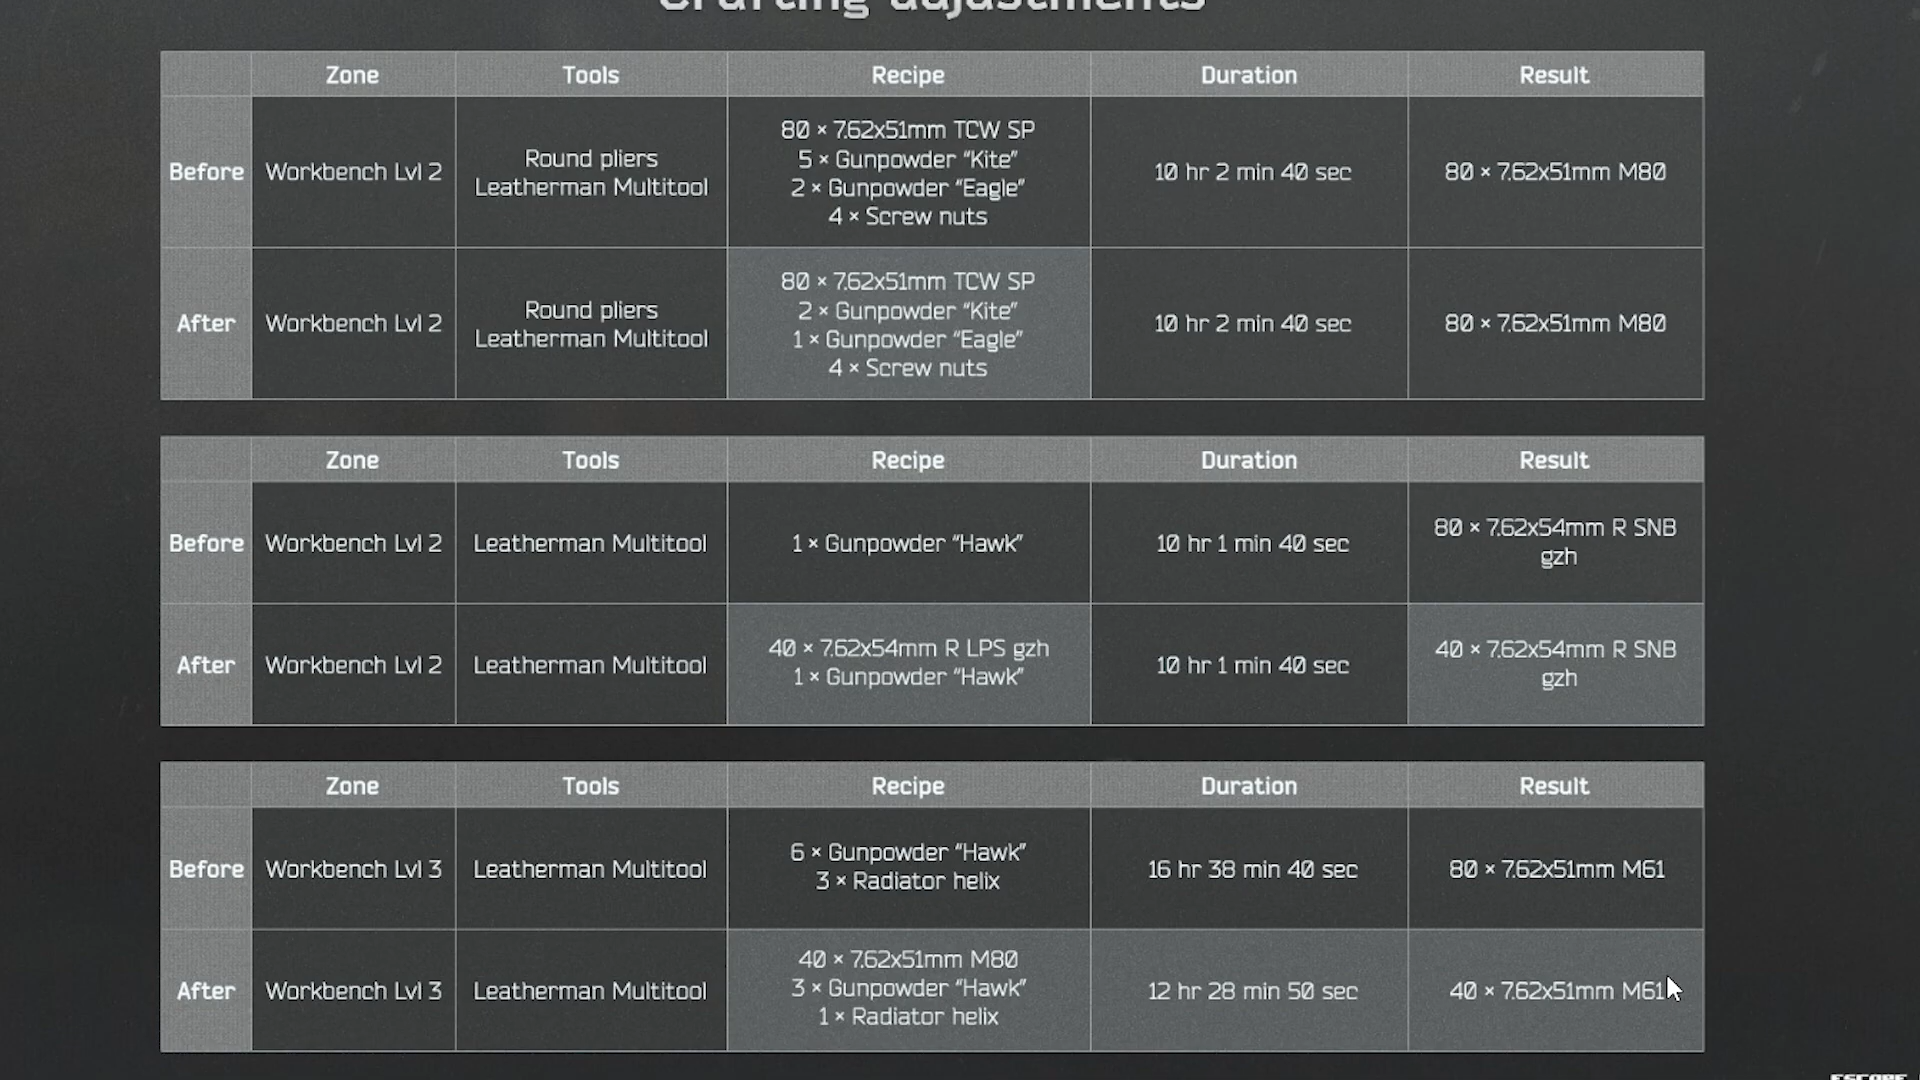 Crafting adjustments
Zone Tools Recipe Duration Result
Before Workbench Lvl 2 Round pliers
Leatherman Multitool 80 × 7.62x51mm TCW SP
5 × Gunpowder “Kite”
2 × Gunpowder “Eagle”
4 × Screw nuts 10 hr 2 min 40 sec 80 × 7.62x51mm M80
After Workbench Lvl 2 Round pliers
Leatherman Multitool 80 × 7.62x51mm TCW SP
2 × Gunpowder “Kite”
1 × Gunpowder “Eagle”
4 × Screw nuts 10 hr 2 min 40 sec 80 × 7.62x51mm M80
Zone Tools Recipe Duration Result
Before Workbench Lvl 2 Leatherman Multitool 1 × Gunpowder “Hawk” 10 hr 1 min 40 sec 80 × 7.62x54mm R SNB
gzh
After Workbench Lvl 2 Leatherman Multitool 40 × 7.62x54mm R LPS gzh
1 × Gunpowder “Hawk” 10 hr 1 min 40 sec 40 × 7.62x54mm R SNB
gzh
Zone Tools Recipe Duration Result
Before Workbench Lvl 3 Leatherman Multitool 6 × Gunpowder “Hawk”
3 × Radiator helix 16 hr 38 min 40 sec 80 × 7.62x51mm M61
After Workbench Lvl 3 Leatherman Multitool 40 × 7.62x51mm M80
3 × Gunpowder “Hawk”
1 × Radiator helix 12 hr 28 min 50 sec 40 × 7.62x51mm M61
ESCAPE